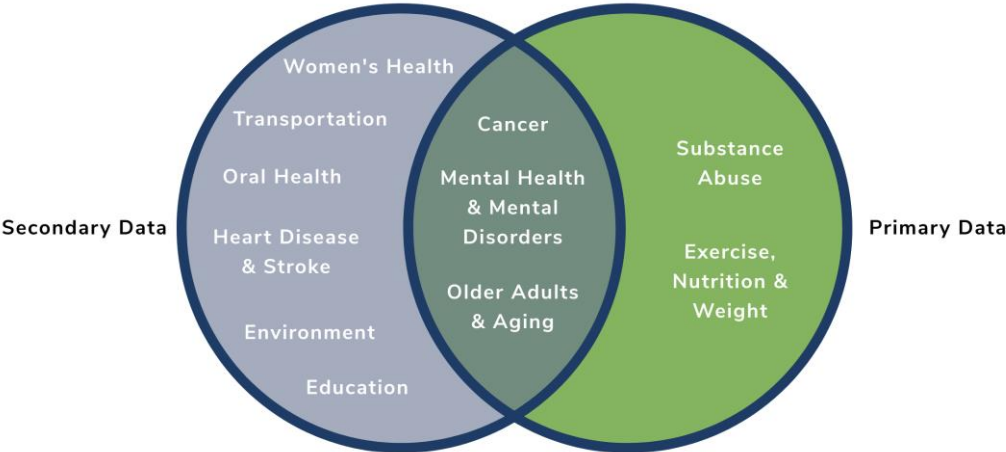 Women's Health
Transportation
Oral Health
Heart Disease
& Stroke
Environment
Education
Secondary Data
Cancer
Mental Health
& Mental
Disorders
Older Adults
& Aging
Substance
Abuse
Exercise,
Nutrition &
Weight
Primary Data